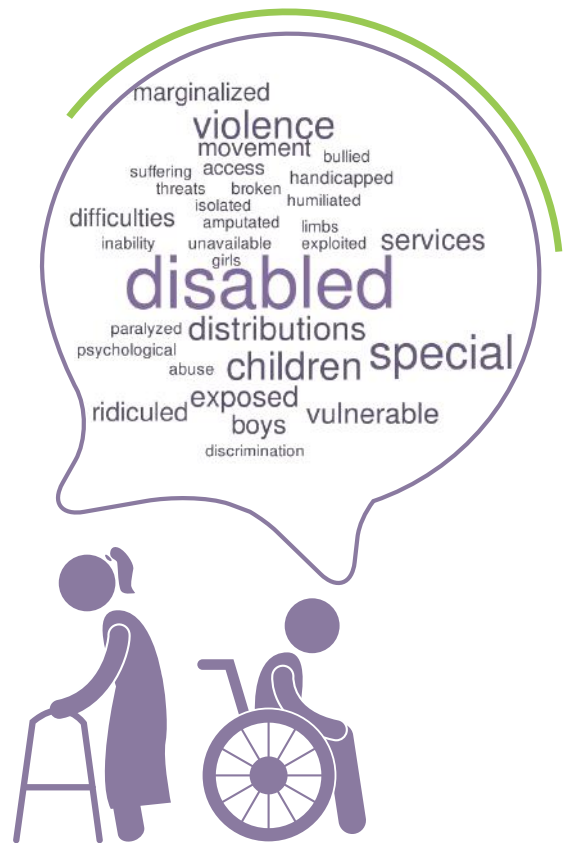 marginalized
violence
movement bullied
suffering access handicapped
threats broken
isolated humiliated
difficulties amputated limbs
inability unavailable exploited services
girls
disabled
paralyzed distributions
psychological children special
abuse
ridiculed exposed vulnerable
boys
discrimination